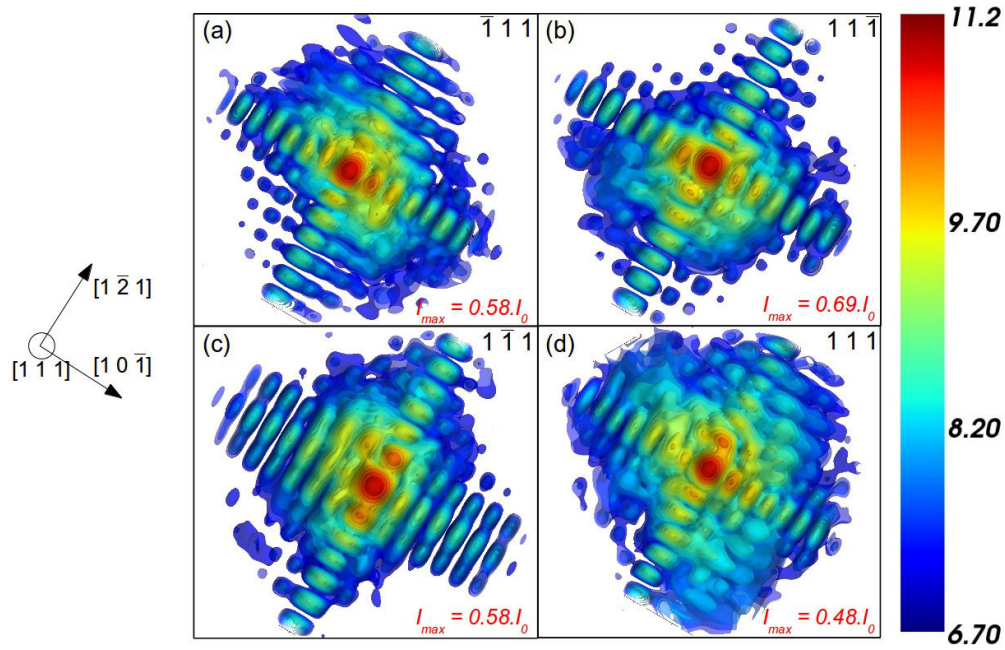 (a) 1̅ 1 1
(b) 1 1 1̅
11.2
9.70
8.20
6.70
I_max = 0.58.I_0
I_max = 0.69.I_0
[1 2̅ 1]
[1 1 1]
[1 0 1̅]
(c) 1 1̅ 1
(d) 1 1 1
I_max = 0.58.I_0
I_max = 0.48.I_0